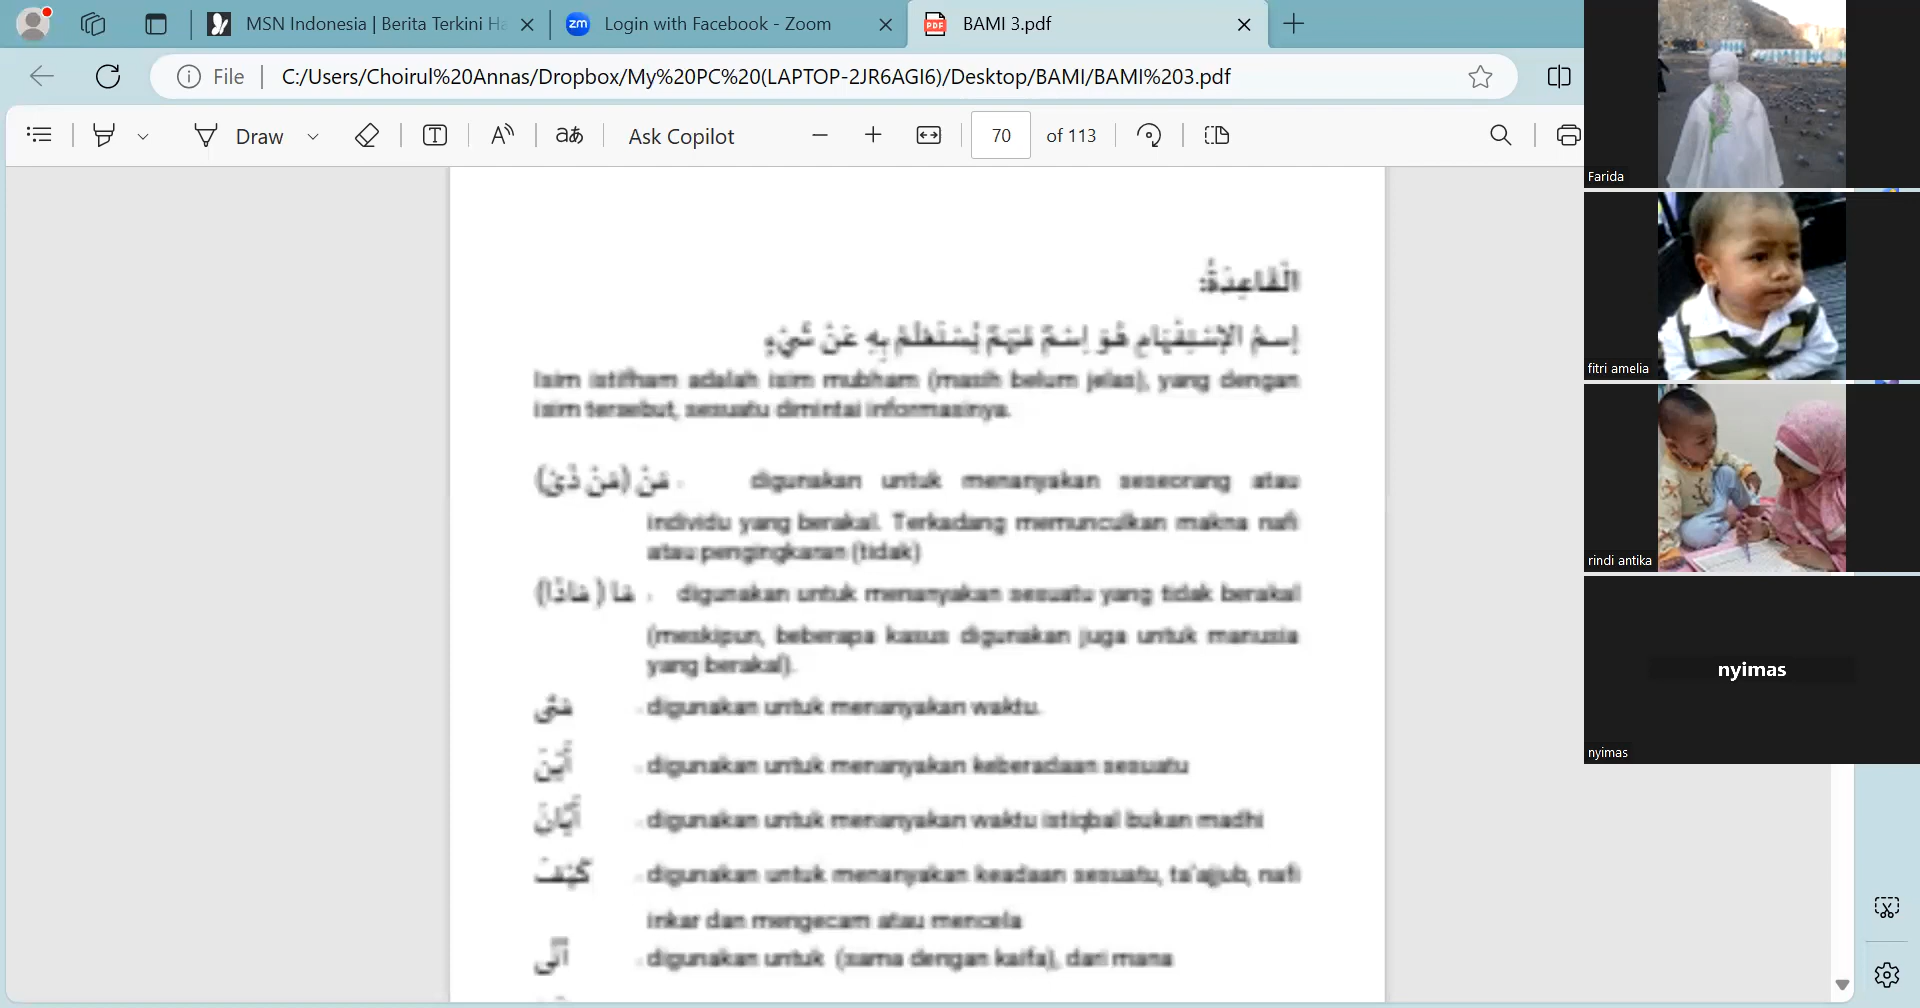 MSN Indonesia | Berita Terkini Ha
zm
Login with Facebook - Zoom
PDF
BAMI 3.pdf
File
C:/Users/Choirul%20Annas/Dropbox/My%20PC%20(LAPTOP-2JR6AGI6)/Desktop/BAMI/BAMI%203.pdf
Draw
Ask Copilot
70 of 113
القاعدة:
إسم الإستفهام هو إسم مبهم يستعلم به عن شيء
Isim istifham adalah isim mubham (masih belum jelas), yang dengan
isim tersebut, sesuatu dimintai informasinya.
من (من ذي) digunakan untuk menanyakan seseorang atau
individu yang berakal. Terkadang memunculkan makna nafi
atau pengingkaran (tidak)
ما (ماذا) digunakan untuk menanyakan sesuatu yang tidak berakal
(meskipun, beberapa kasus digunakan juga untuk manusia
yang berakal).
متى digunakan untuk menanyakan waktu.
أين digunakan untuk menanyakan keberadaan sesuatu
أيان digunakan untuk menanyakan waktu istiqbal bukan madhi
كيف digunakan untuk menanyakan keadaan sesuatu, ta'ajjub, nafi
inkar dan mengecam atau mencela
أنى digunakan untuk (sama dengan kaifa), dari mana
Farida
fitri amelia
rindi antika
nyimas
nyimas